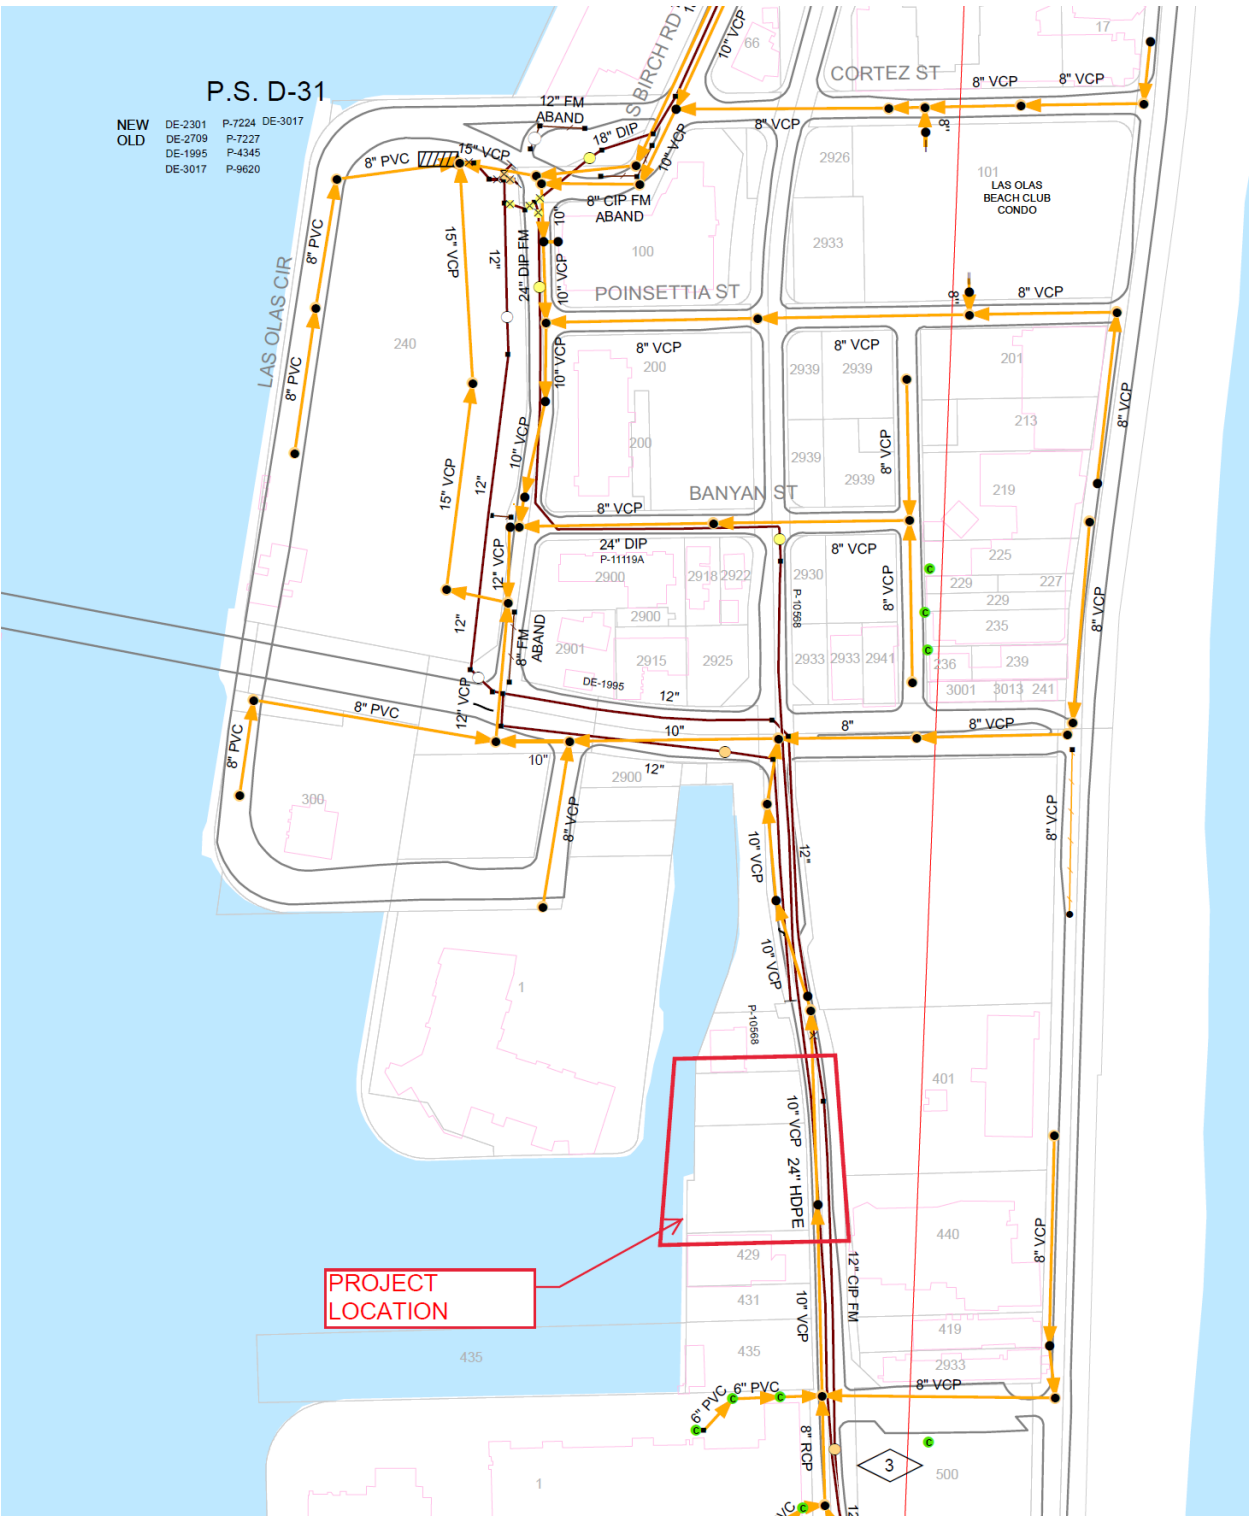 P.S. D-31
NEW DE-2301 P-7224 DE-3017
OLD DE-2709 P-7227
DE-1995 P-4345
DE-3017 P-9620
12" FM
ABAND
S BIRCH RD
10" VCP
66
17
CORTEZ ST
8" VCP
8" VCP
8" VCP
8"
18" DIP
10" VCP
15" VCP
8" PVC
8" CIP FM
ABAND
2926
101
LAS OLAS
BEACH CLUB
CONDO
2933
100
10"
10" VCP
24" DIP FM
12"
15" VCP
8" PVC
LAS OLAS CIR
8" PVC
240
POINSETTIA ST
8"
8" VCP
8" VCP
200
8" VCP
2939
2939
201
213
8" VCP
10" VCP
10" VCP
200
2939
2939
8" VCP
219
15" VCP
12"
BANYAN ST
8" VCP
24" DIP
P-11119A
2900
2918
2922
8" VCP
2930
225
229
227
229
235
8" VCP
8" VCP
12" VCP
P-10568
2900
2901
2915
2925
2933
2933
2941
236
239
3001
3013
241
12"
8" FM
ABAND
DE-1995
12"
12" VCP
8" PVC
8" PVC
10"
10"
8"
8" VCP
12"
2900
300
8" VCP
8" VCP
10" VCP
12"
10" VCP
1
P-10568
401
10" VCP
24" HDPE
8" VCP
440
429
12" CIP FM
PROJECT
LOCATION
431
10" VCP
419
435
435
2933
8" VCP
6" PVC
6" PVC
C
C
C
C
C
C
C
8" RCP
3
500
1
12